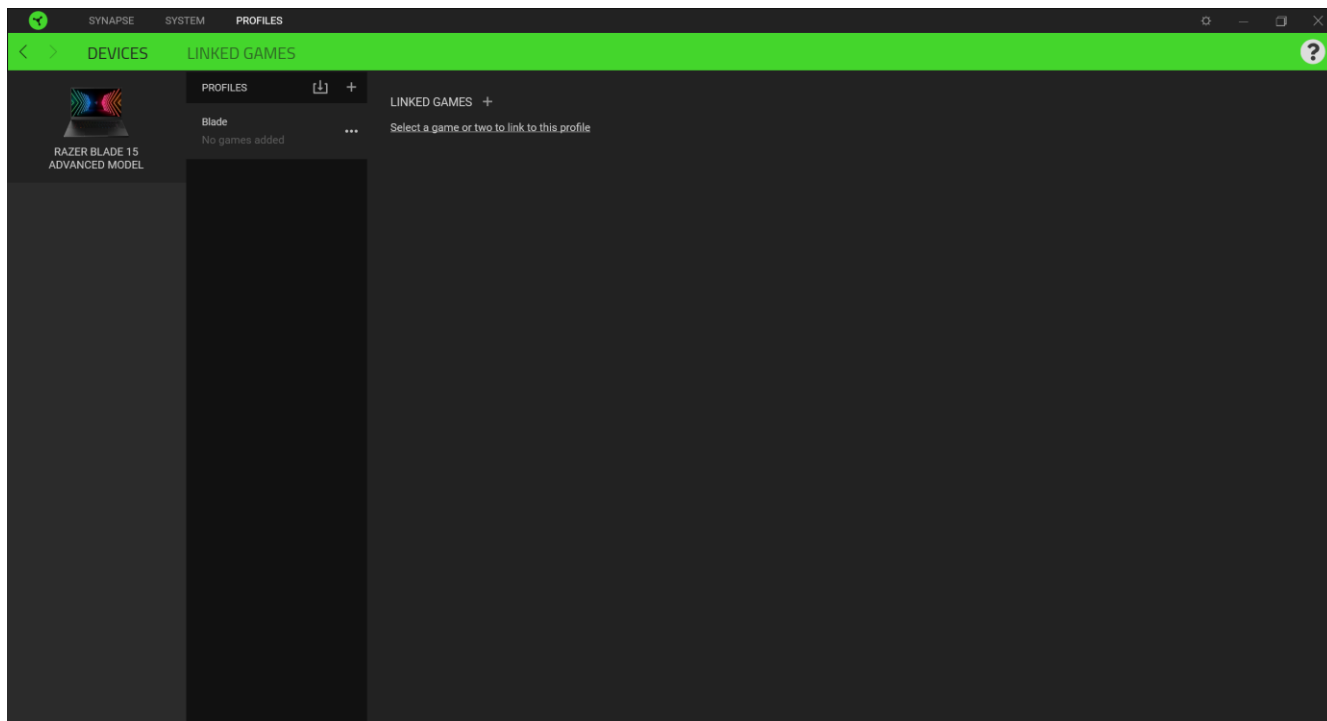 SYNAPSE SYSTEM PROFILES
DEVICES LINKED GAMES
?
RAZER BLADE 15
ADVANCED MODEL
PROFILES
Blade
No games added
LINKED GAMES +
Select a game or two to link to this profile